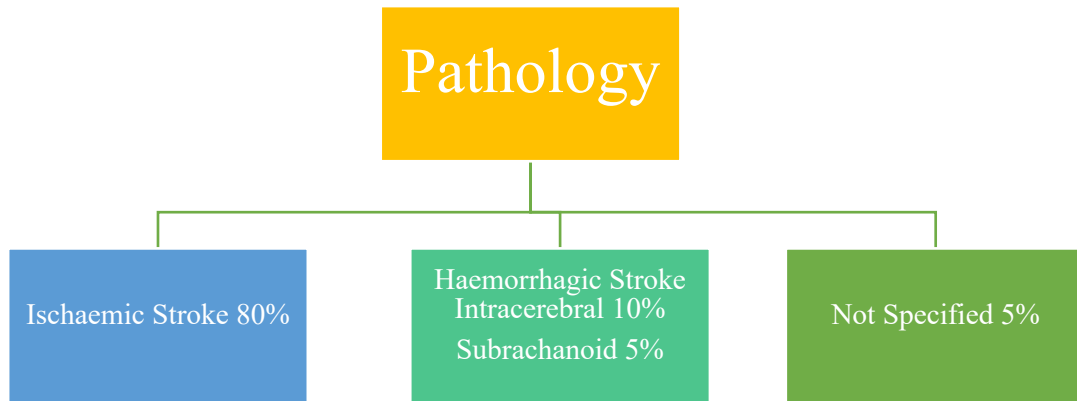 Pathology
Ischaemic Stroke 80%
Haemorrhagic Stroke
Intracerebral 10%
Subrachanoid 5%
Not Specified 5%